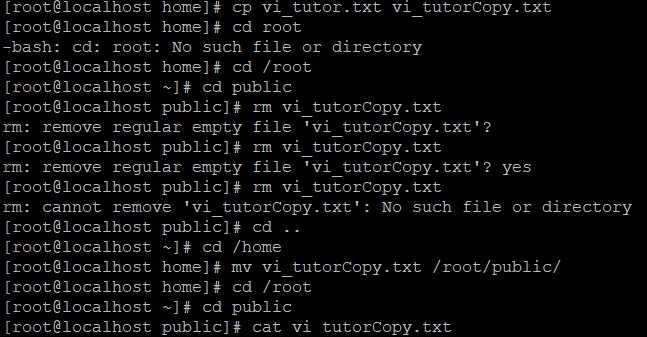 [root@localhost home]# cp vi_tutor.txt vi_tutorCopy.txt
[root@localhost home]# cd root
-bash: cd: root: No such file or directory
[root@localhost home]# cd /root
[root@localhost ~]# cd public
[root@localhost public]# rm vi_tutorCopy.txt
rm: remove regular empty file 'vi_tutorCopy.txt'?
[root@localhost public]# rm vi_tutorCopy.txt
rm: remove regular empty file 'vi_tutorCopy.txt'? yes
[root@localhost public]# rm vi_tutorCopy.txt
rm: cannot remove 'vi_tutorCopy.txt': No such file or directory
[root@localhost public]# cd ..
[root@localhost ~]# cd /home
[root@localhost home]# mv vi_tutorCopy.txt /root/public/
[root@localhost home]# cd /root
[root@localhost ~]# cd public
[root@localhost public]# cat vi tutorCopy.txt